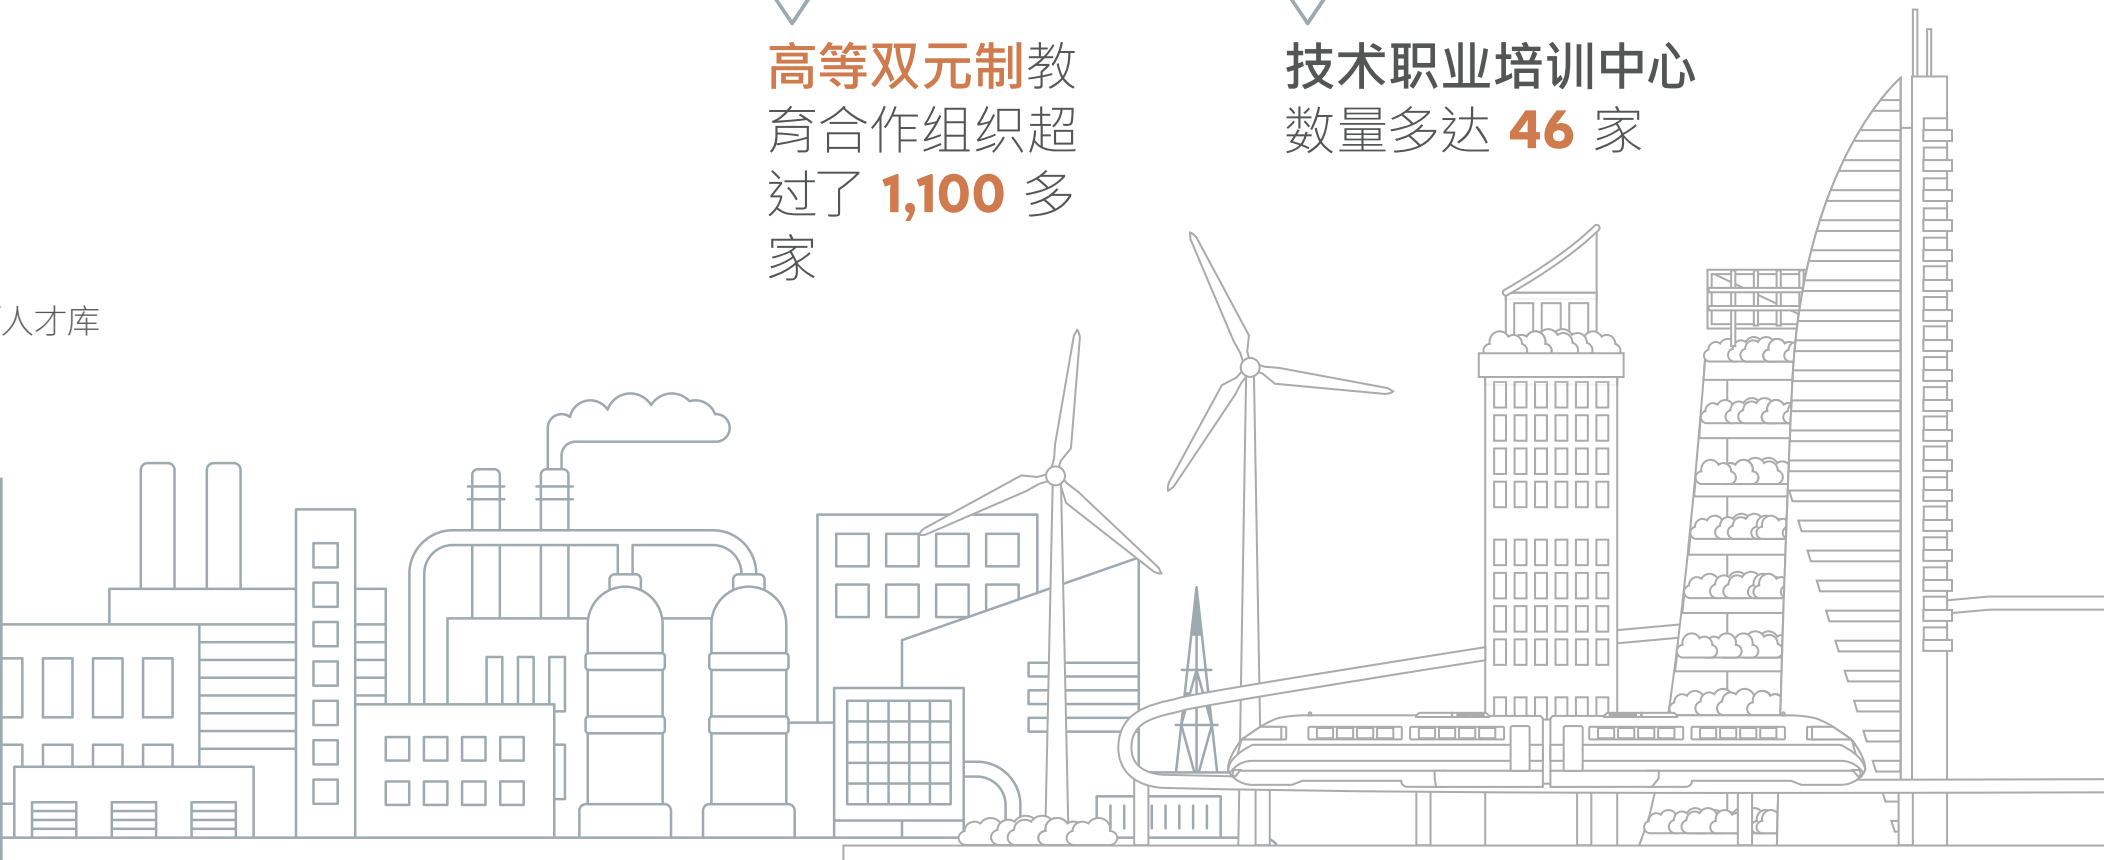 高等双元制教
育合作组织超
过了 1,100 多
家
技术职业培训中心
数量多达 46 家
人才库